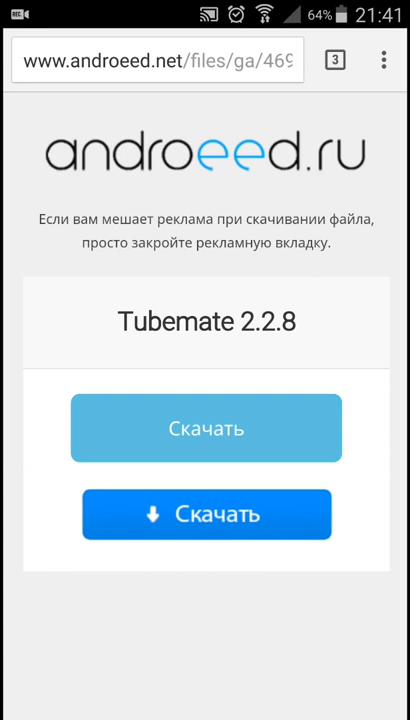 REC
64%
21:41
www.androeed.net/files/ga/469
3
androeed.ru
Если вам мешает реклама при скачивании файла,
просто закройте рекламную вкладку.
Tubemate 2.2.8
Скачать
Скачать